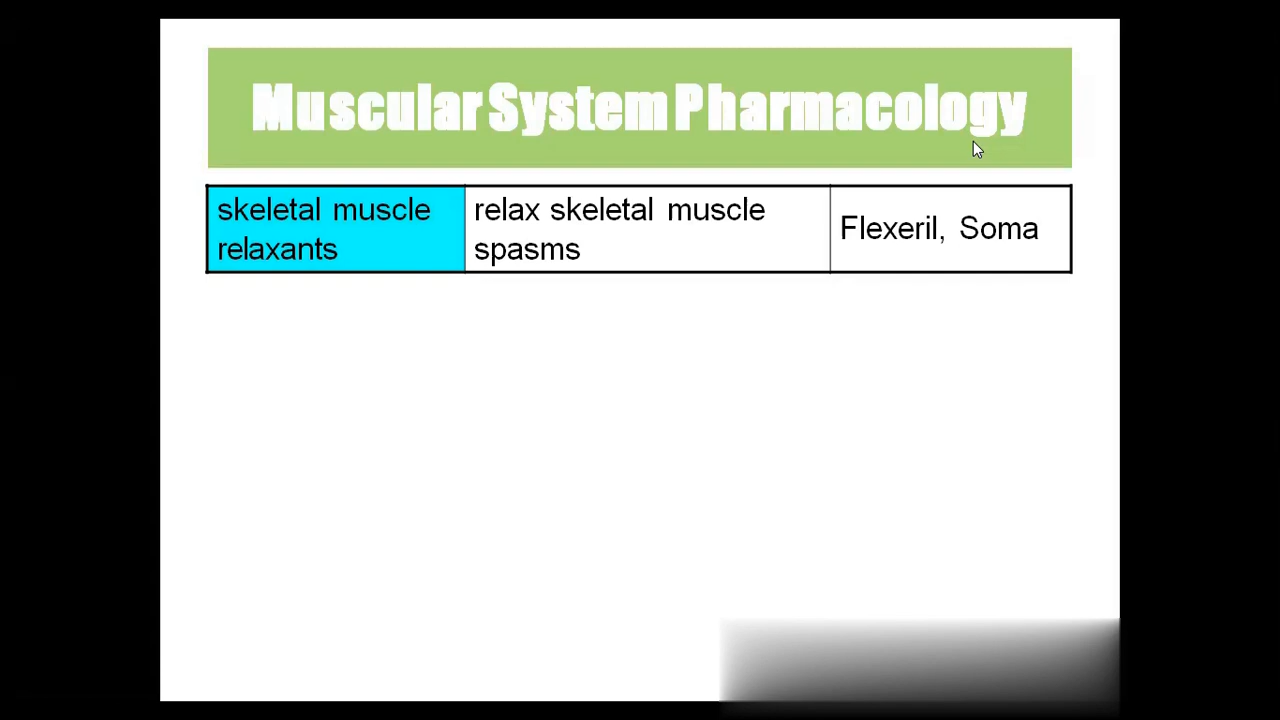 Muscular System Pharmacology
skeletal muscle
relaxants
relax skeletal muscle
spasms
Flexeril, Soma